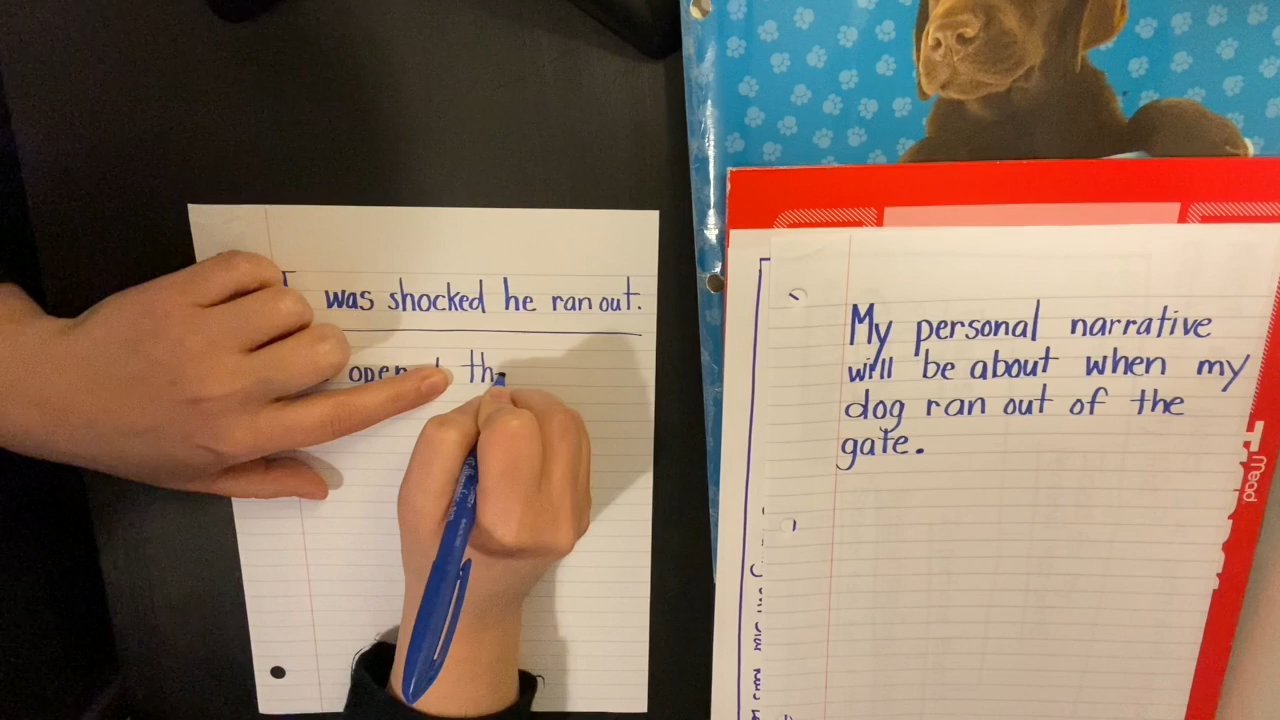 was shocked he ran out.
th
My personal narrative
will be about when my
dog ran out of the
gate.
Mead